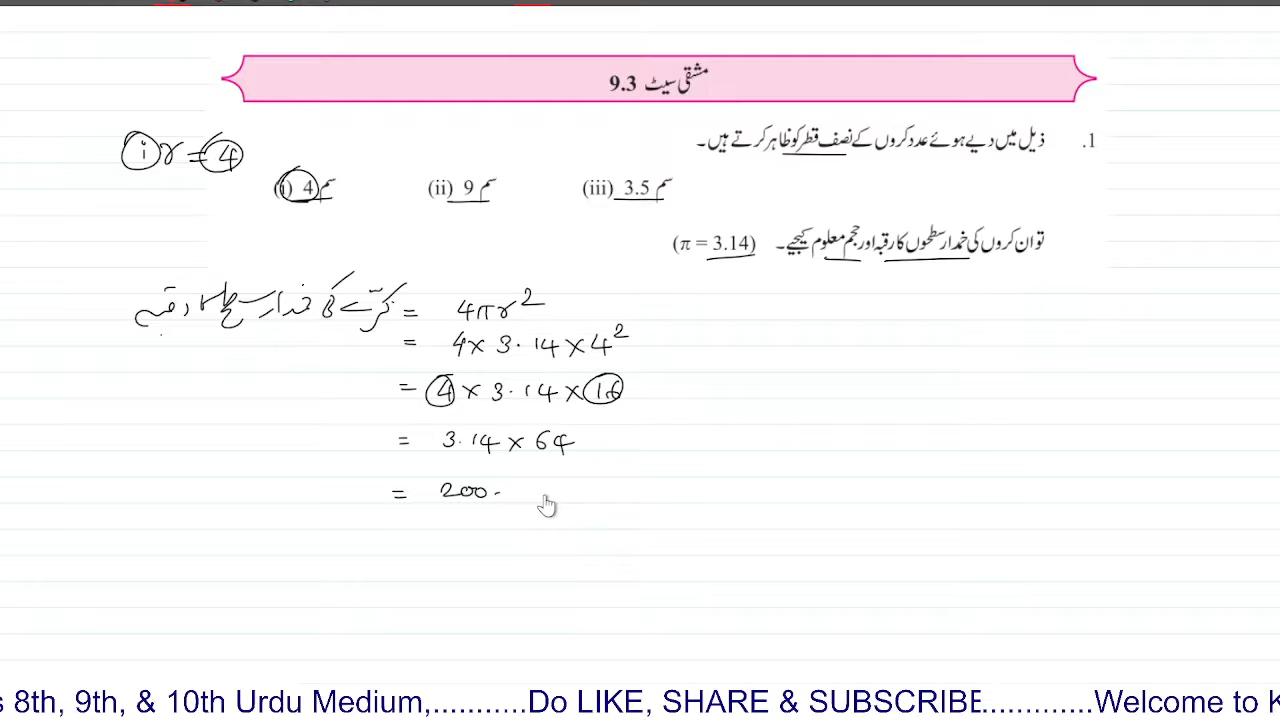 مشقی سیٹ 9.3
1. ذیل میں دیے ہوئے عدد کروں کے نصف قطر کو ظاہر کرتے ہیں۔
i r = 4
(i) 4 سم (ii) 9 سم (iii) 3.5 سم
تو ان کروں کی خمدار سطحوں کا رقبہ اور حجم معلوم کیجیے۔ (π = 3.14)
کرّے کی خمدار سطح کا رقبہ = 4πr²
= 4 × 3.14 × 4²
= 4 × 3.14 × 16
= 3.14 × 64
= 200.
s 8th, 9th, & 10th Urdu Medium,...........Do LIKE, SHARE & SUBSCRIBE.............Welcome to K